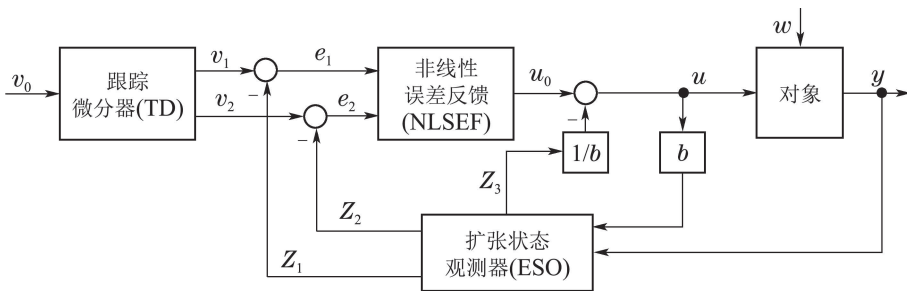 w
v₀
跟踪
微分器(TD)
v₁
v₂
−
−
e₁
e₂
非线性
误差反馈
(NLSEF)
u₀
−
u
对象
y
1/b
b
Z₃
Z₂
Z₁
扩张状态
观测器(ESO)